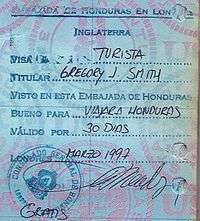 EMBAJADA DE HONDURAS EN LON
INGLATERRA
VISA TURISTA
TITULAR GREGORY J. SMITH
VISTO EN ESTA EMBAJADA DE HONDURAS
BUENO PARA VIAJAR HONDURAS
VÁLIDO POR 30 DIAS
LONDRES MARZO 1997
GRATIS